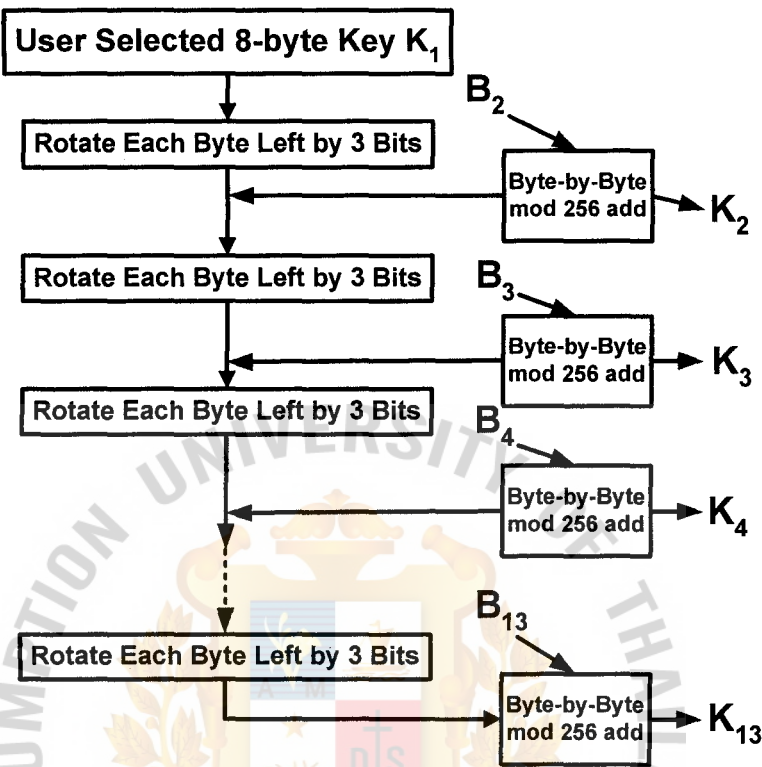 User Selected 8-byte Key K₁
B₂
Rotate Each Byte Left by 3 Bits
Byte-by-Byte
mod 256 add
K₂
Rotate Each Byte Left by 3 Bits
B₃
Byte-by-Byte
mod 256 add
K₃
Rotate Each Byte Left by 3 Bits
B₄
Byte-by-Byte
mod 256 add
K₄
B₁₃
Rotate Each Byte Left by 3 Bits
Byte-by-Byte
mod 256 add
K₁₃
UNIVERSITY OF
A M
D S